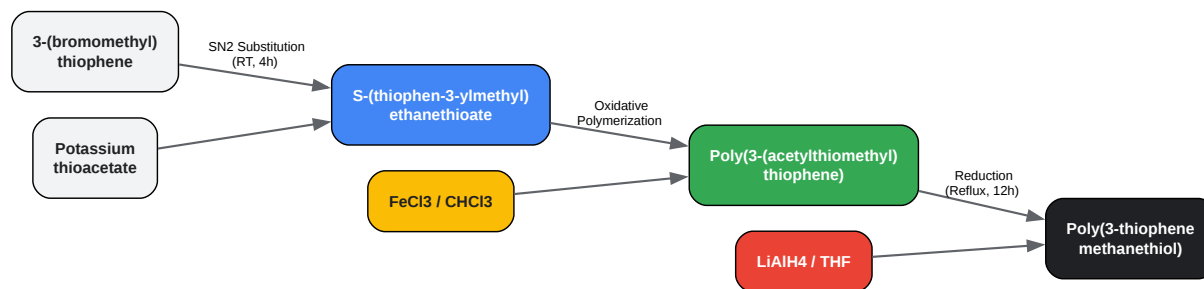 3-(bromomethyl)
thiophene
SN2 Substitution
(RT, 4h)
Potassium
thioacetate
S-(thiophen-3-ylmethyl)
ethanethioate
Oxidative
Polymerization
FeCl3 / CHCl3
Poly(3-(acetylthiomethyl)
thiophene)
Reduction
(Reflux, 12h)
LiAlH4 / THF
Poly(3-thiophene
methanethiol)